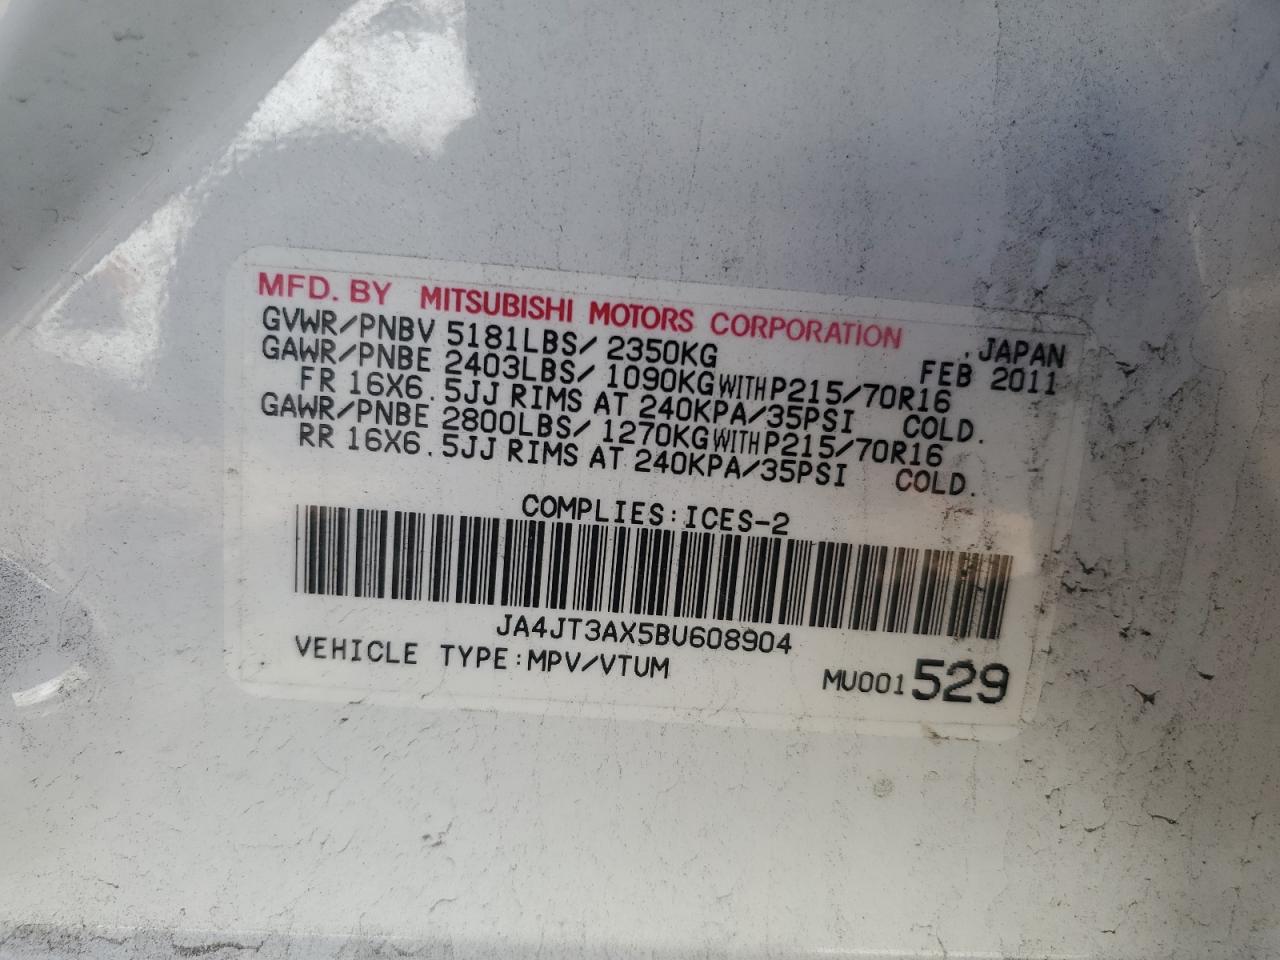 MFD. BY MITSUBISHI MOTORS CORPORATION , JAPAN
GVWR/PNBV 5181LBS/ 2350KG FEB 2011
GAWR/PNBE 2403LBS/ 1090KG WITH P215/70R16
FR 16X6.5JJ RIMS AT 240KPA/35PSI COLD.
GAWR/PNBE 2800LBS/ 1270KG WITH P215/70R16
RR 16X6.5JJ RIMS AT 240KPA/35PSI COLD.
COMPLIES:ICES-2
JA4JT3AX5BU608904
VEHICLE TYPE:MPV/VTUM MU001 529